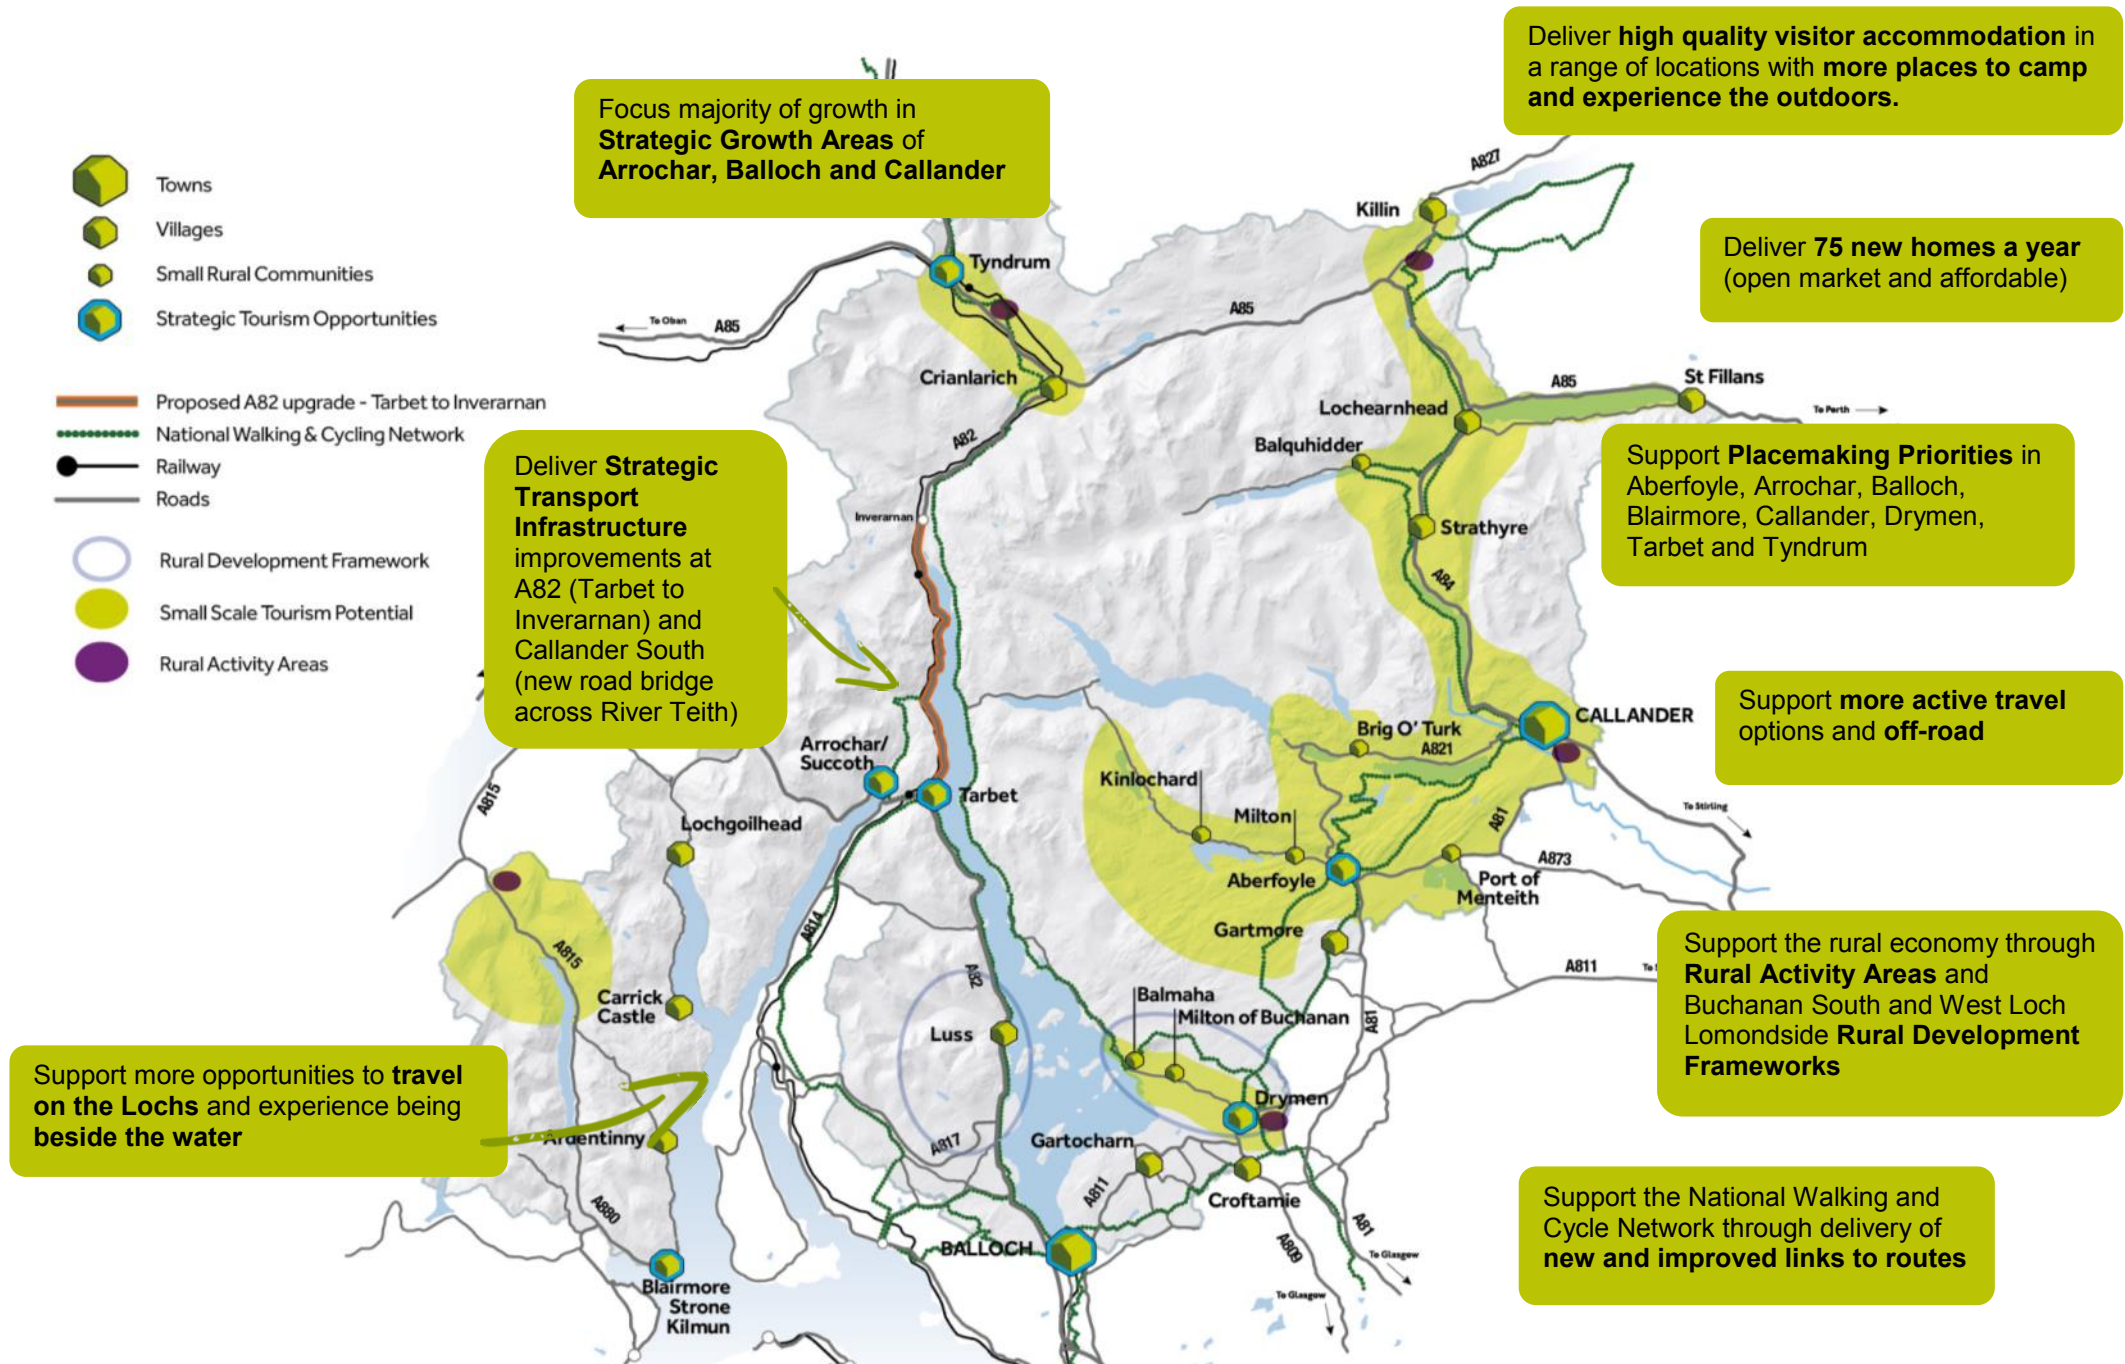 Deliver high quality visitor accommodation in
a range of locations with more places to camp
and experience the outdoors.
Focus majority of growth in
Strategic Growth Areas of
Arrochar, Balloch and Callander
Towns
Villages
Small Rural Communities
Strategic Tourism Opportunities
Proposed A82 upgrade - Tarbet to Inverarnan
National Walking & Cycling Network
Railway
Roads
Rural Development Framework
Small Scale Tourism Potential
Rural Activity Areas
Deliver 75 new homes a year
(open market and affordable)
Deliver Strategic
Transport
Infrastructure
improvements at
A82 (Tarbet to
Inverarnan) and
Callander South
(new road bridge
across River Teith)
Support Placemaking Priorities in
Aberfoyle, Arrochar, Balloch,
Blairmore, Callander, Drymen,
Tarbet and Tyndrum
Support more active travel
options and off-road
Support the rural economy through
Rural Activity Areas and
Buchanan South and West Loch
Lomondside Rural Development
Frameworks
Support more opportunities to travel
on the Lochs and experience being
beside the water
Support the National Walking and
Cycle Network through delivery of
new and improved links to routes
A827
Killin
Tyndrum
To Oban
A85
A85
Crianlarich
A85
St Fillans
To Perth
Lochearnhead
Balquhidder
A82
Inverarnan
Strathyre
A84
CALLANDER
Brig O' Turk
A821
Arrochar/
Succoth
Kinlochard
Tarbet
A815
Lochgoilhead
Milton
A81
To Stirling
A873
Aberfoyle
Port of
Menteith
A814
Gartmore
A815
A82
A811
To
Carrick
Castle
Balmaha
Milton of Buchanan
A81
Luss
Drymen
Ardentinny
A817
Gartocharn
A811
Croftamie
A880
A81
BALLOCH
A809
To Glasgow
To Glasgow
Blairmore
Strone
Kilmun